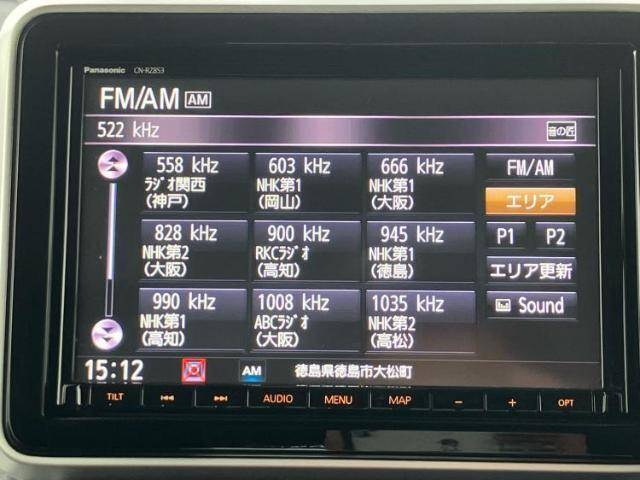 Panasonic CN-RZ853
FM/AM AM
522 kHz 音の匠
558 kHz
ラジオ関西
(神戸)
603 kHz
NHK第1
(岡山)
666 kHz
NHK第1
(大阪)
FM/AM
エリア
828 kHz
NHK第2
(大阪)
900 kHz
RKCラジオ
(高知)
945 kHz
NHK第1
(徳島)
P1 P2
エリア更新
990 kHz
NHK第1
(高知)
1008 kHz
ABCラジオ
(大阪)
1035 kHz
NHK第2
(高松)
Sound
15:12 AM 徳島県徳島市大松町
TILT AUDIO MENU MAP − + OPT